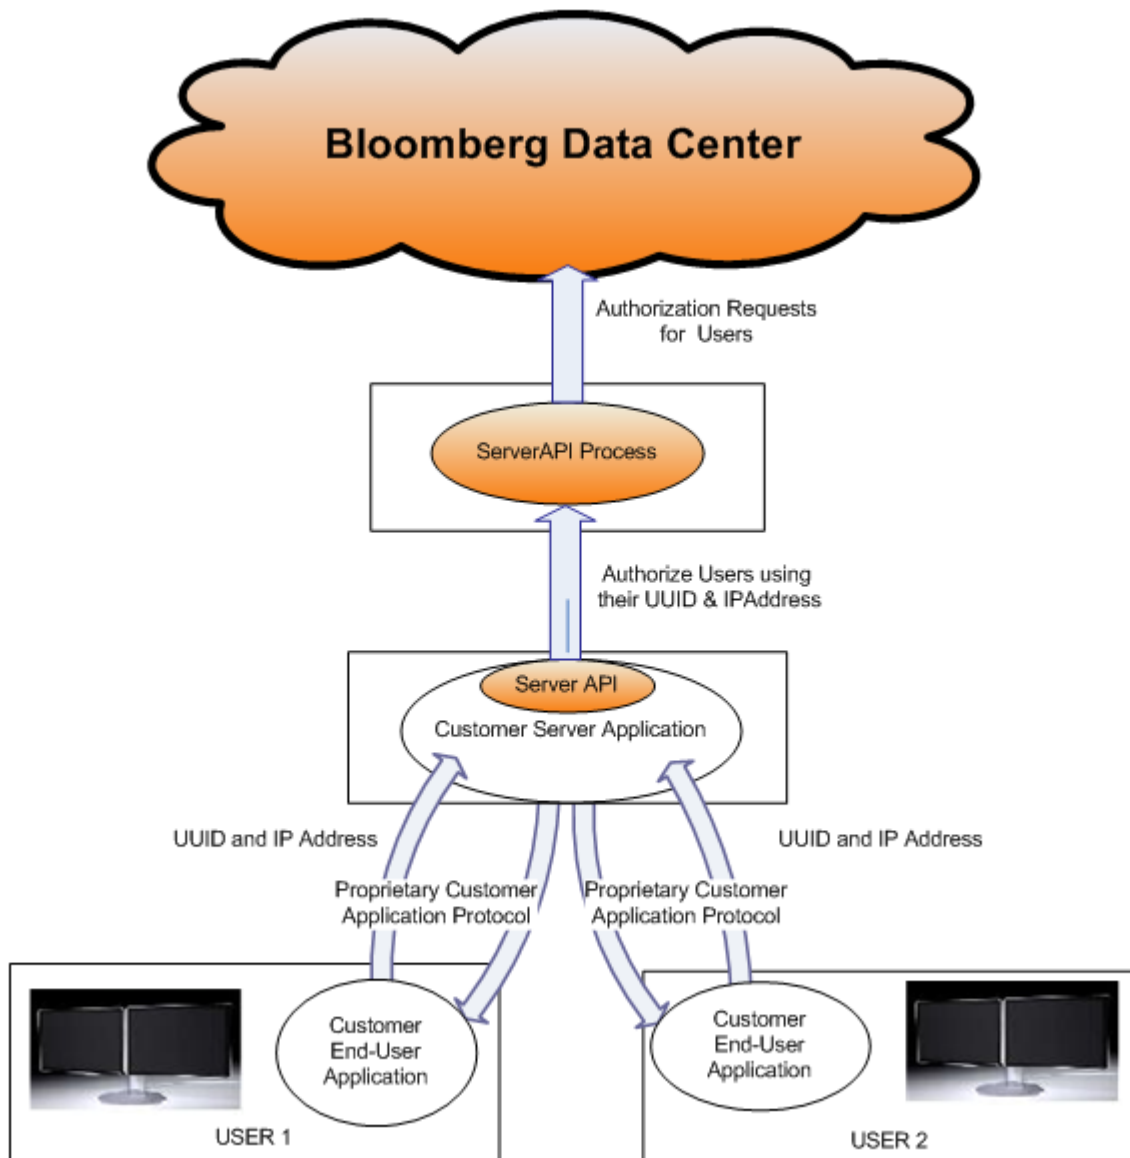 Bloomberg Data Center
Authorization Requests
for Users
ServerAPI Process
Authorize Users using
their UUID & IPAddress
Server API
Customer Server Application
UUID and IP Address
UUID and IP Address
Proprietary Customer
Application Protocol
Proprietary Customer
Application Protocol
Customer
End-User
Application
USER 1
Customer
End-User
Application
USER 2